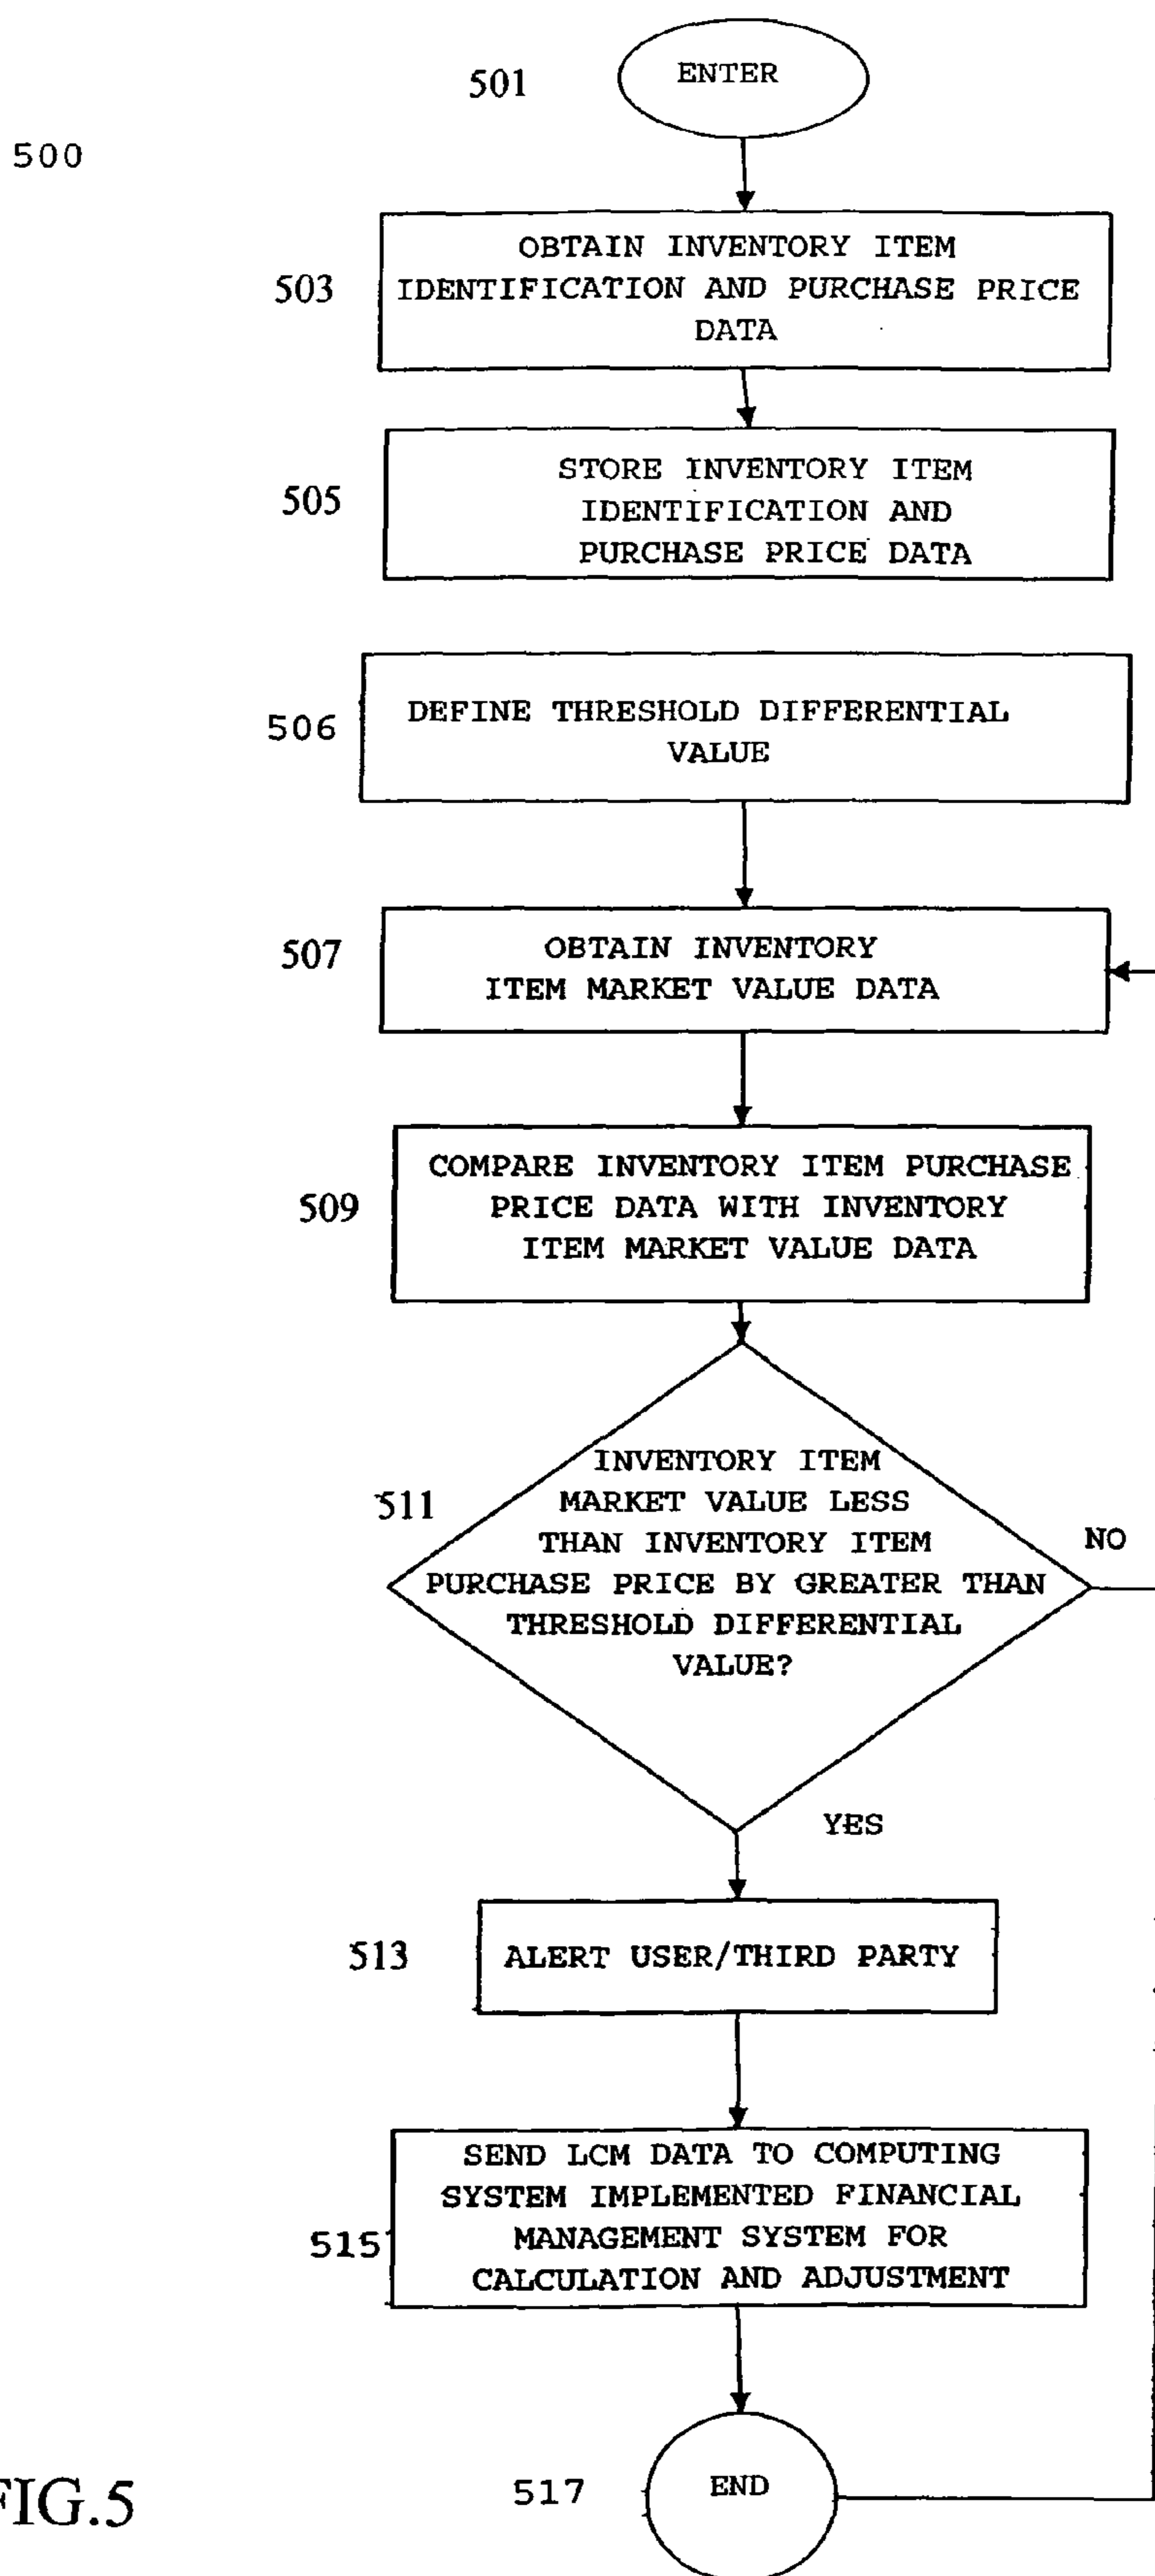 501
ENTER
500
OBTAIN INVENTORY ITEM
503
IDENTIFICATION AND PURCHASE PRICE
DATA
STORE INVENTORY ITEM
505
IDENTIFICATION AND
PURCHASE PRICE DATA
506
DEFINE THRESHOLD DIFFERENTIAL
VALUE
507
OBTAIN INVENTORY
ITEM MARKET VALUE DATA
COMPARE INVENTORY ITEM PURCHASE
509
PRICE DATA WITH INVENTORY
ITEM MARKET VALUE DATA
INVENTORY ITEM
511
MARKET VALUE LESS
THAN INVENTORY ITEM
NO
PURCHASE PRICE BY GREATER THAN
THRESHOLD DIFFERENTIAL
VALUE?
YES
513
ALERT USER/THIRD PARTY
SEND LCM DATA TO COMPUTING
SYSTEM IMPLEMENTED FINANCIAL
515
MANAGEMENT SYSTEM FOR
CALCULATION AND ADJUSTMENT
517
END
FIG.5